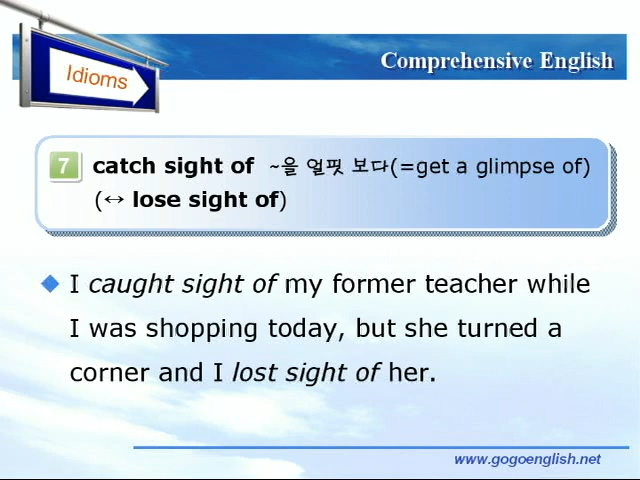 Idioms
Comprehensive English
7 catch sight of ~을 얼핏 보다(=get a glimpse of)
(↔ lose sight of)
I caught sight of my former teacher while
I was shopping today, but she turned a
corner and I lost sight of her.
www.gogoenglish.net